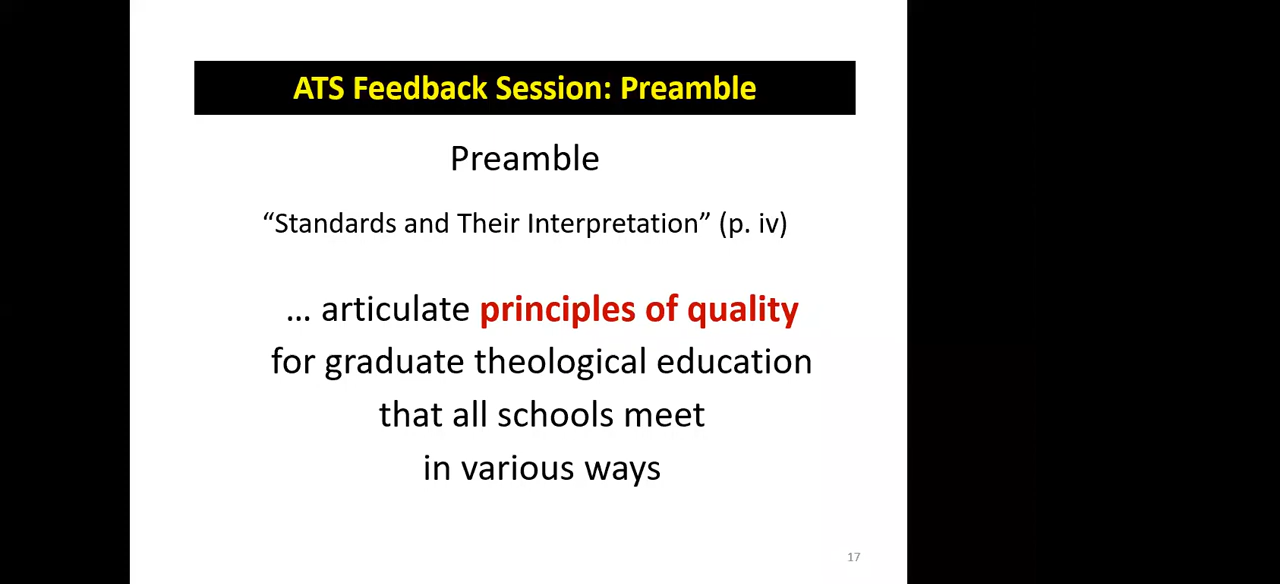 ATS Feedback Session: Preamble
Preamble
“Standards and Their Interpretation” (p. iv)
... articulate principles of quality
for graduate theological education
that all schools meet
in various ways
17